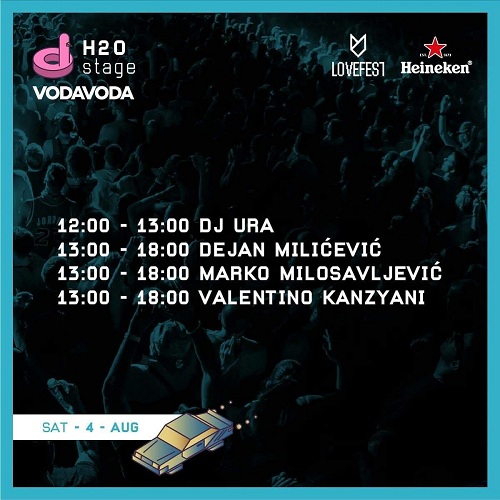 H2O
stage
VODAVODA
LOVEFEST
Heineken®
12:00 - 13:00 DJ URA
13:00 - 18:00 DEJAN MILIĆEVIĆ
13:00 - 18:00 MARKO MILOSAVLJEVIĆ
13:00 - 18:00 VALENTINO KANZYANI
SAT - 4 - AUG